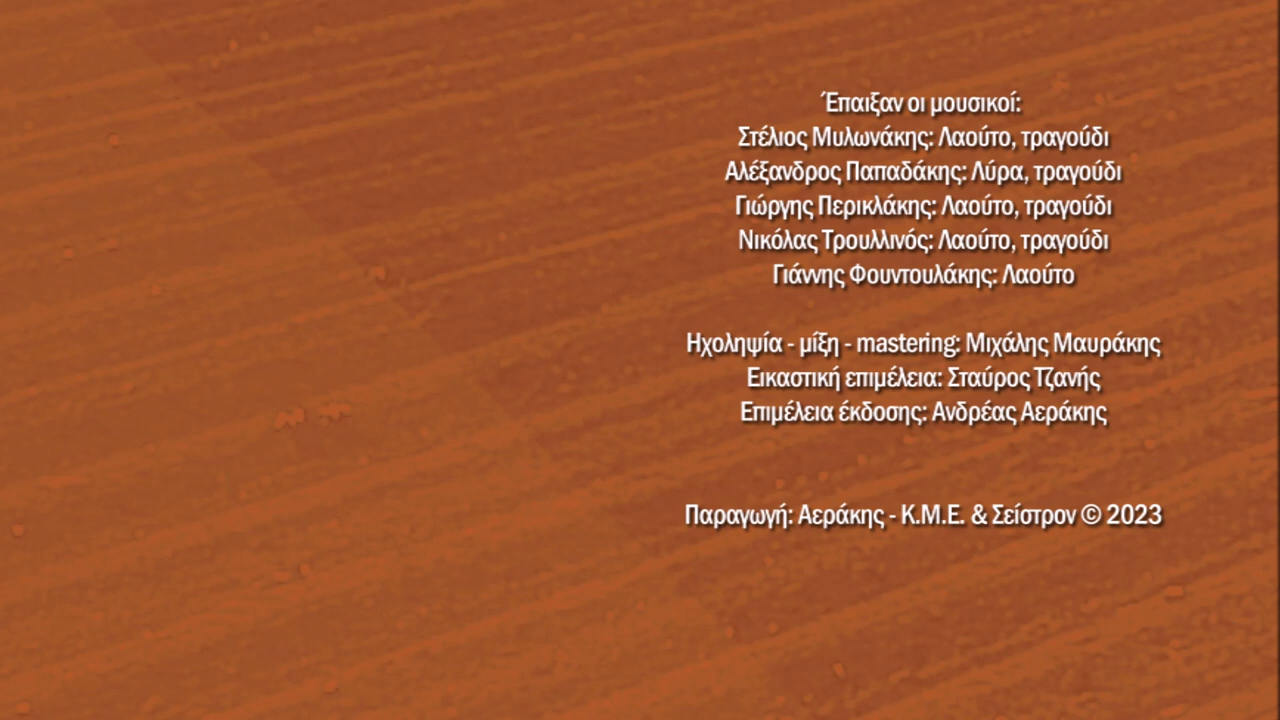 Έπαιξαν οι μουσικοί:
Στέλιος Μυλωνάκης: Λαούτο, τραγούδι
Αλέξανδρος Παπαδάκης: Λύρα, τραγούδι
Γιώργης Περικλάκης: Λαούτο, τραγούδι
Νικόλας Τρουλλινός: Λαούτο, τραγούδι
Γιάννης Φουντουλάκης: Λαούτο
Ηχοληψία - μίξη - mastering: Μιχάλης Μαυράκης
Εικαστική επιμέλεια: Σταύρος Τζανής
Επιμέλεια έκδοσης: Ανδρέας Αεράκης
Παραγωγή: Αεράκης - Κ.Μ.Ε. & Σείστρον © 2023